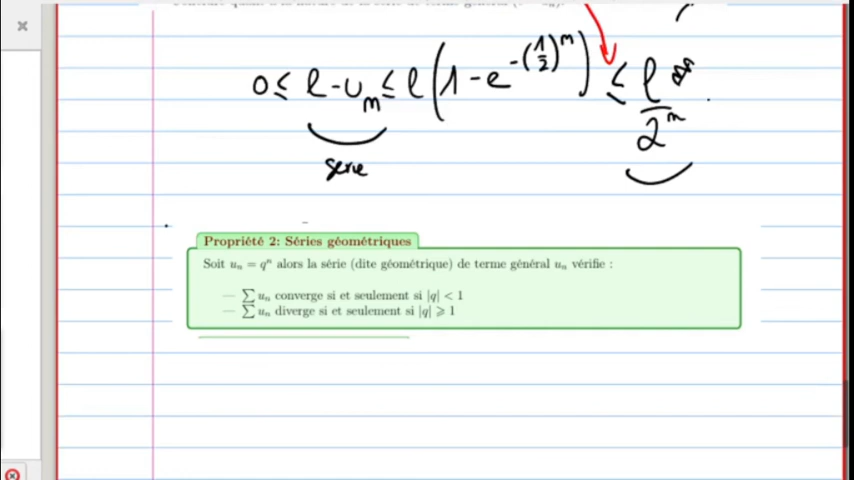 0 ≤ ℓ - u_n ≤ ℓ(1 - e^{-(1/2)^n}) ≤ ℓ/2^n
série
Propriété 2: Séries géométriques
Soit u_n = q^n alors la série (dite géométrique) de terme général u_n vérifie :
— ∑ u_n converge si et seulement si |q| < 1
— ∑ u_n diverge si et seulement si |q| ⩾ 1